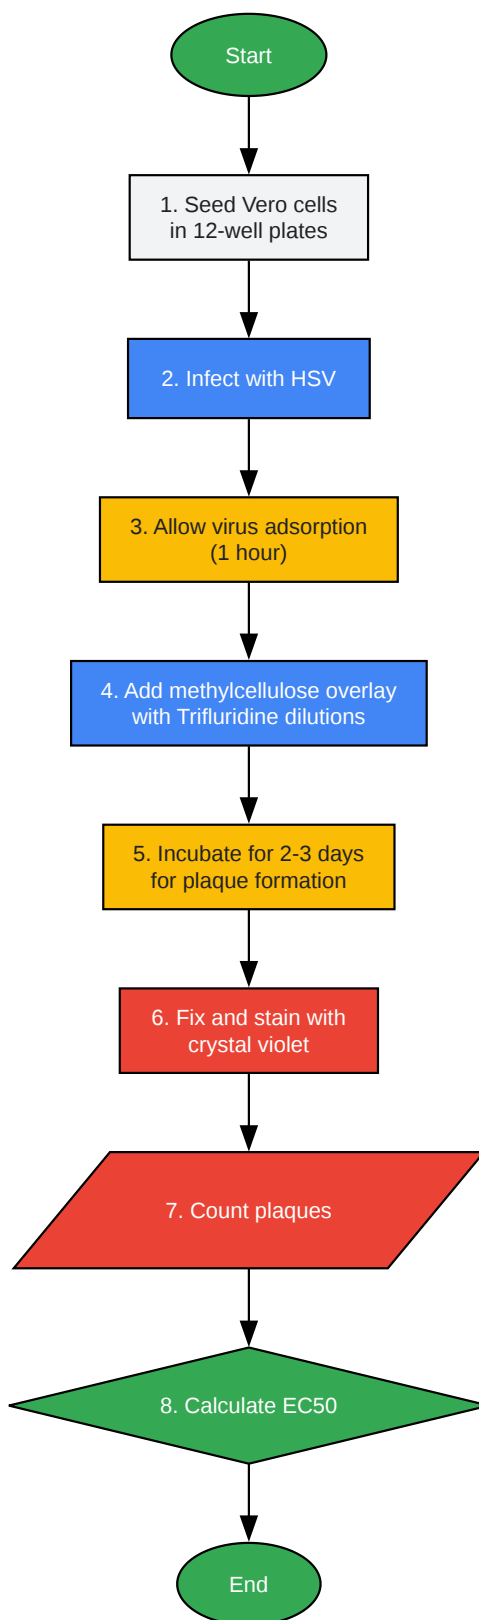 Start
1. Seed Vero cells
in 12-well plates
2. Infect with HSV
3. Allow virus adsorption
(1 hour)
4. Add methylcellulose overlay
with Trifluridine dilutions
5. Incubate for 2-3 days
for plaque formation
6. Fix and stain with
crystal violet
7. Count plaques
8. Calculate EC50
End